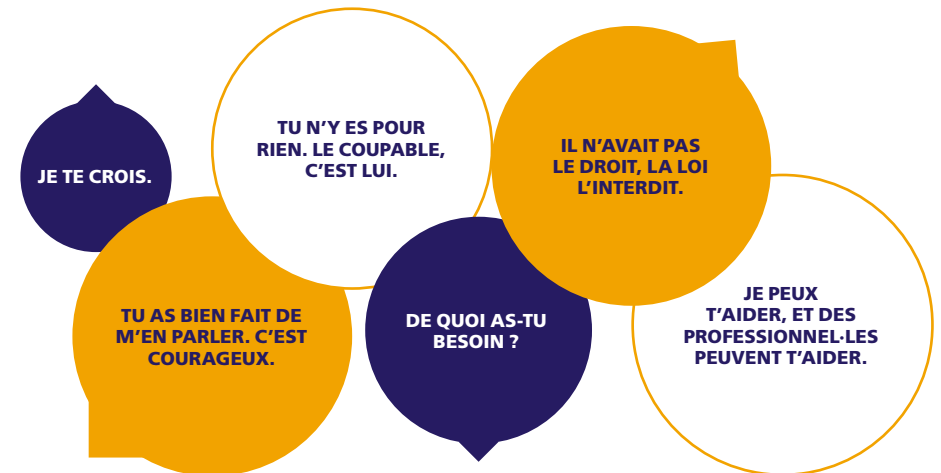 JE TE CROIS.
TU N'Y ES POUR
RIEN. LE COUPABLE,
C'EST LUI.
IL N'AVAIT PAS
LE DROIT, LA LOI
L'INTERDIT.
TU AS BIEN FAIT DE
M'EN PARLER. C'EST
COURAGEUX.
DE QUOI AS-TU
BESOIN ?
JE PEUX
T'AIDER, ET DES
PROFESSIONNEL·LES
PEUVENT T'AIDER.